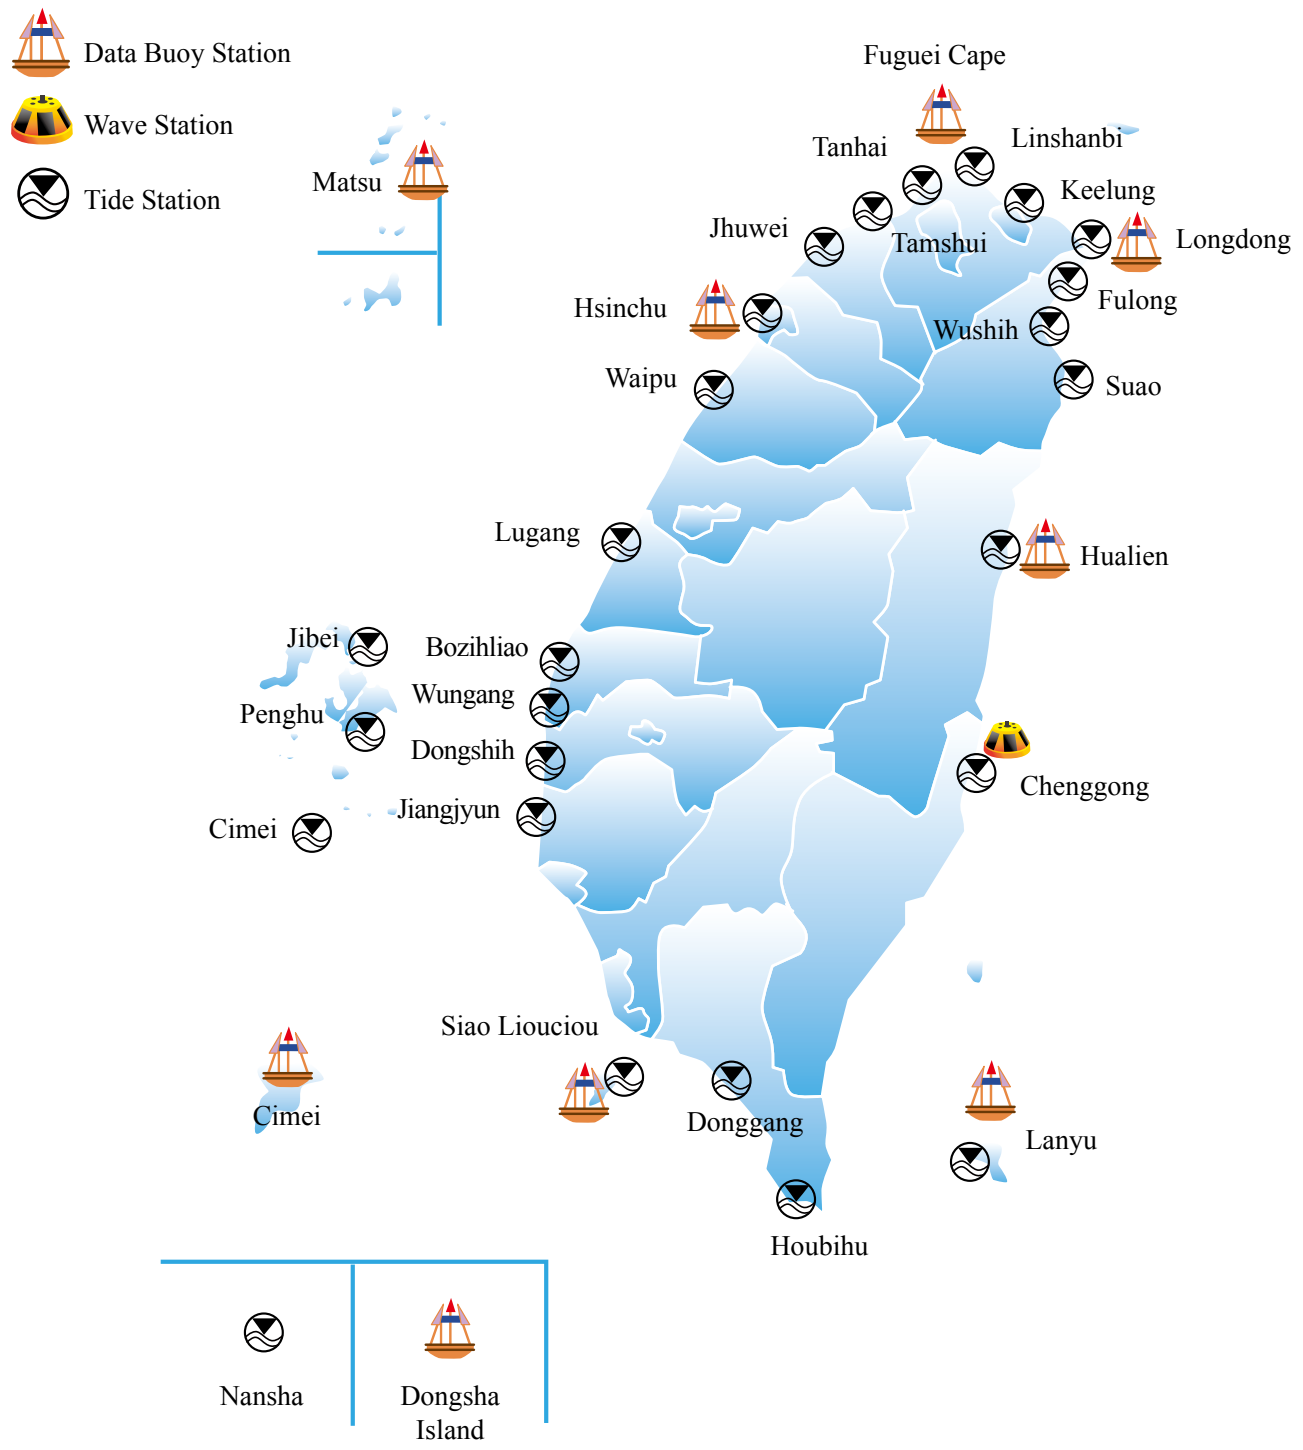 Data Buoy Station
Wave Station
Tide Station
Matsu
Fuguei Cape
Linshanbi
Tanhai
Keelung
Jhuwei
Tamshui
Longdong
Hsinchu
Fulong
Wushih
Waipu
Suao
Lugang
Hualien
Jibei
Bozihliao
Wungang
Penghu
Dongshih
Chenggong
Jiangjyun
Cimei
Siao Liouciou
Cimei
Donggang
Lanyu
Houbihu
Nansha
Dongsha
Island